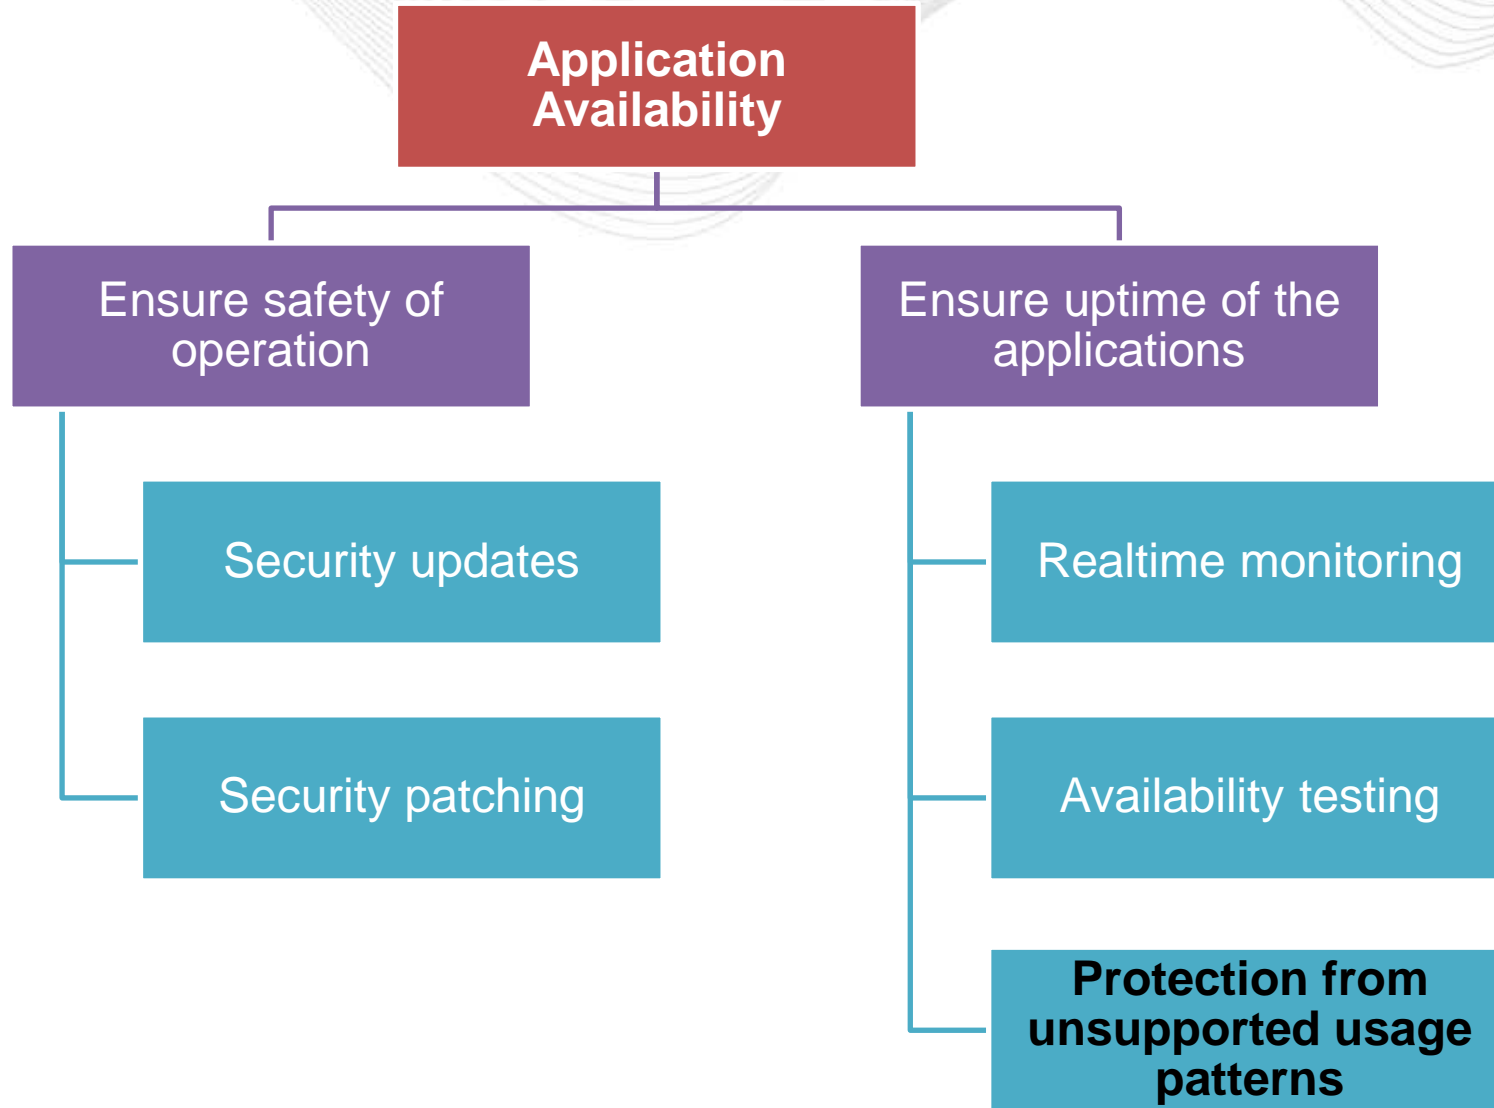 Application
Availability
Ensure safety of
operation
Ensure uptime of the
applications
Security updates
Realtime monitoring
Security patching
Availability testing
Protection from
unsupported usage
patterns